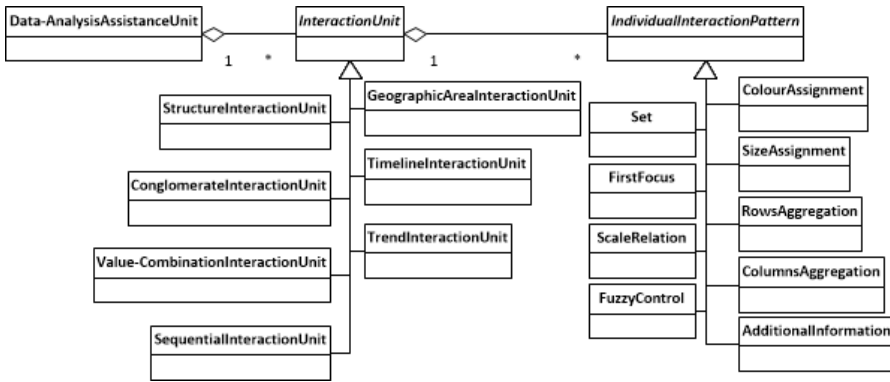 Data-AnalysisAssistanceUnit
InteractionUnit
IndividualInteractionPattern
1
*
1
*
StructureInteractionUnit
GeographicAreaInteractionUnit
ConglomerateInteractionUnit
TimelineInteractionUnit
Value-CombinationInteractionUnit
TrendInteractionUnit
SequentialInteractionUnit
Set
ColourAssignment
FirstFocus
SizeAssignment
ScaleRelation
RowsAggregation
FuzzyControl
ColumnsAggregation
AdditionalInformation